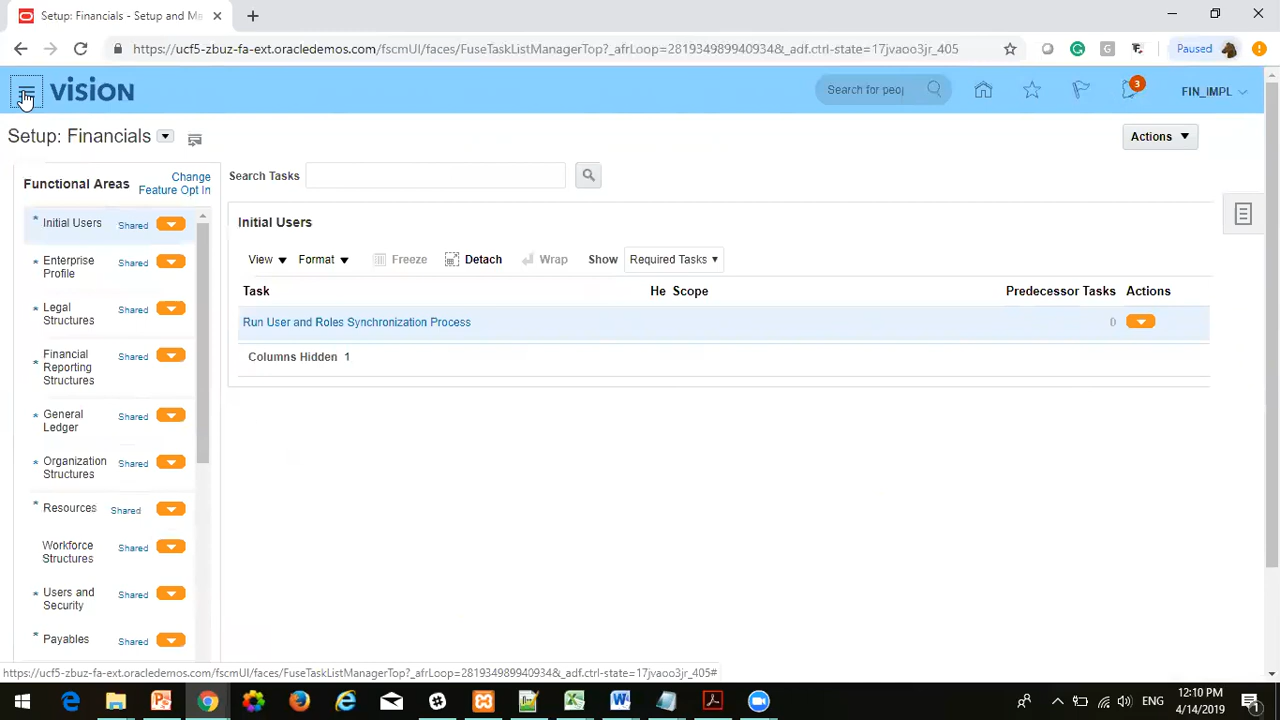 Setup: Financials - Setup and Ma
https://ucf5-zbuz-fa-ext.oracledemos.com/fscmUI/faces/FuseTaskListManagerTop?_afrLoop=281934989940934&_adf.ctrl-state=17jvaoo3jr_405
Paused
VISION
Search for peop
3
FIN_IMPL
Setup: Financials
Actions
Functional Areas
Change
Feature Opt In
Search Tasks
* Initial Users Shared
* Enterprise Profile Shared
* Legal Structures Shared
* Financial Reporting Structures Shared
* General Ledger Shared
* Organization Structures Shared
* Resources Shared
Workforce Structures Shared
* Users and Security Shared
* Payables Shared
Initial Users
View Format Freeze Detach Wrap Show Required Tasks
Task He Scope Predecessor Tasks Actions
Run User and Roles Synchronization Process 0
Columns Hidden 1
https://ucf5-zbuz-fa-ext.oracledemos.com/fscmUI/faces/FuseTaskListManagerTop?_afrLoop=281934989940934&_adf.ctrl-state=17jvaoo3jr_405#
ENG
12:10 PM
4/14/2019
1